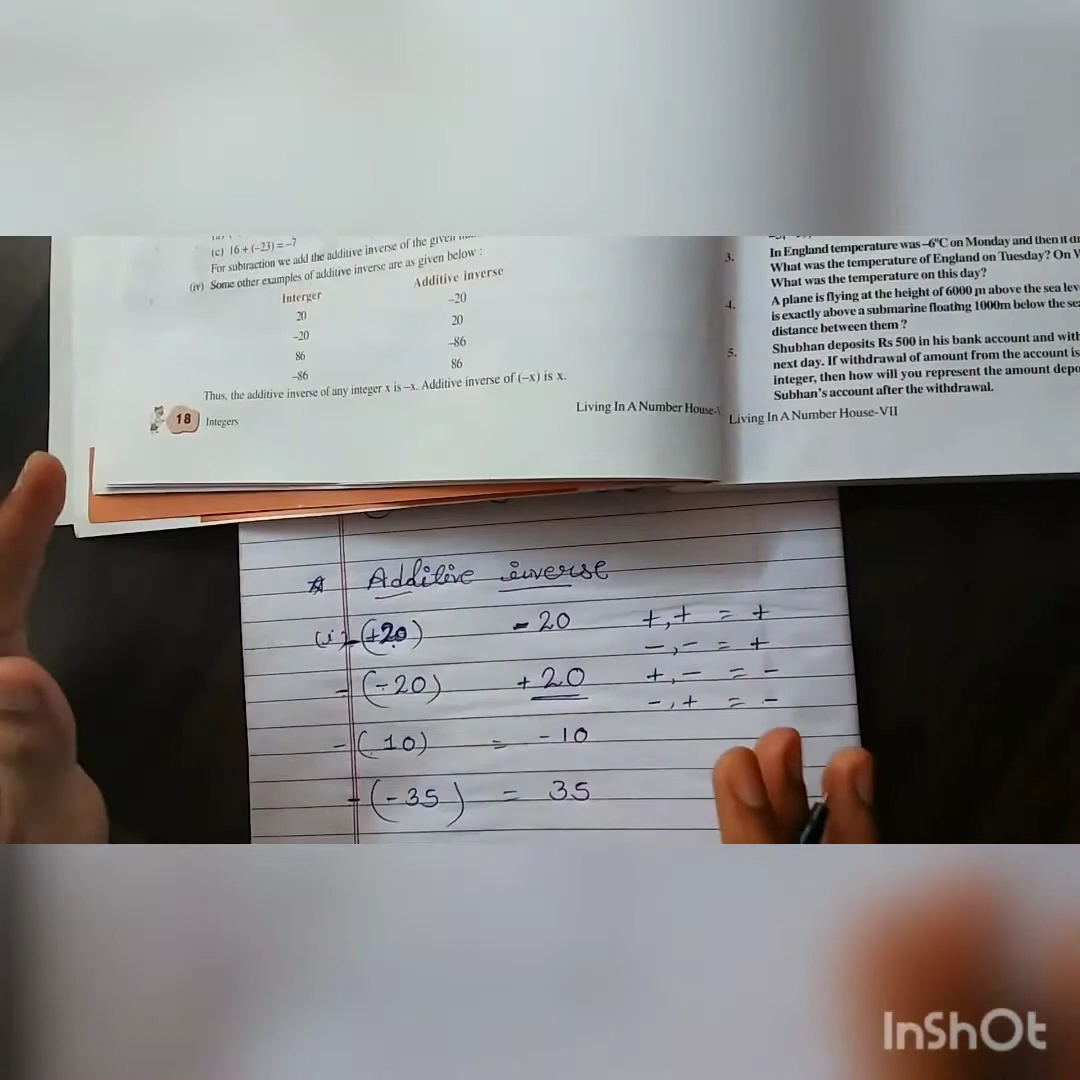 (c) 16 + (−23) = −7
For subtraction we add the additive inverse of the given
(iv) Some other examples of additive inverse are as given below :
Interger Additive inverse
20 −20
−20 20
86 −86
−86 86
Thus, the additive inverse of any integer x is −x. Additive inverse of (−x) is x.
18 Integers
Living In A Number House-V
3. In England temperature was −6°C on Monday and then it
What was the temperature of England on Tuesday? On
What was the temperature on this day?
4. A plane is flying at the height of 6000 m above the sea
is exactly above a submarine floating 1000m below the
distance between them ?
5. Shubhan deposits Rs 500 in his bank account and
next day. If withdrawal of amount from the account is
integer, then how will you represent the amount
Subhan's account after the withdrawal.
Living In A Number House-VII
☆ Additive inverse
(i) -(+20) - 20 +,+ = +
-,- = +
-(-20) + 20 +,- = -
-,+ = -
-(10) = -10
-(-35) = 35
InShOt